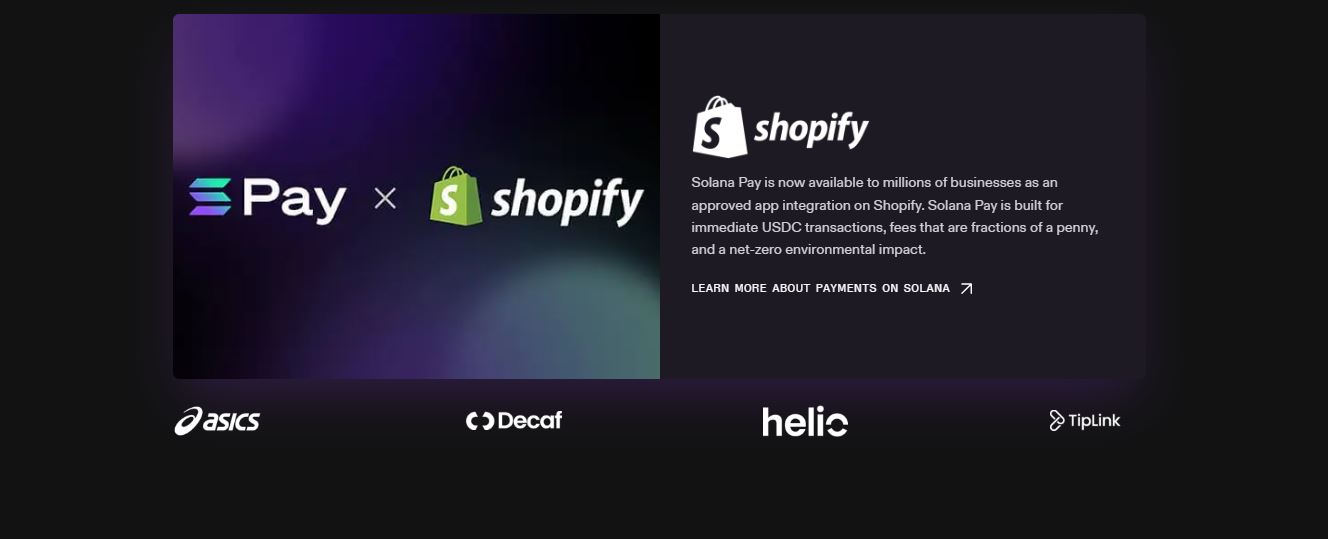 Pay × shopify
shopify
Solana Pay is now available to millions of businesses as an
approved app integration on Shopify. Solana Pay is built for
immediate USDC transactions, fees that are fractions of a penny,
and a net-zero environmental impact.
LEARN MORE ABOUT PAYMENTS ON SOLANA
asics
Decaf
helio
TipLink